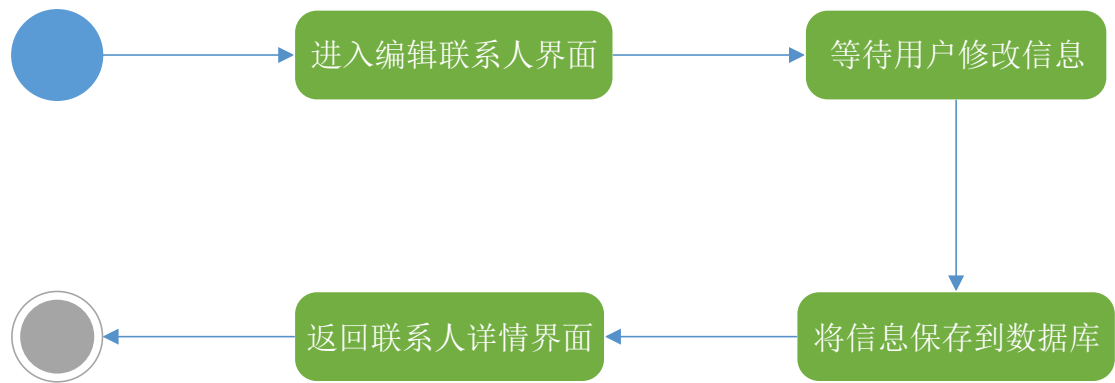 进入编辑联系人界面
等待用户修改信息
将信息保存到数据库
返回联系人详情界面